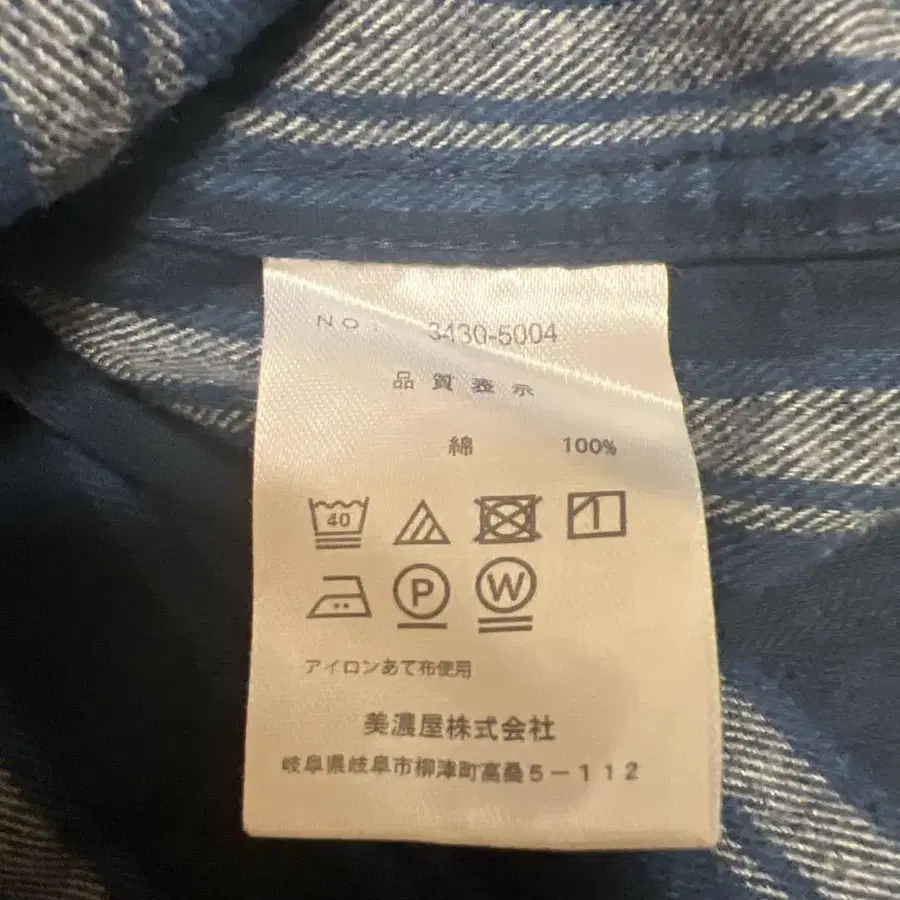 NO: 3430-5004
品質表示
綿 100%
40
P W
アイロンあて布使用
美濃屋株式会社
岐阜県岐阜市柳津町高桑5-112